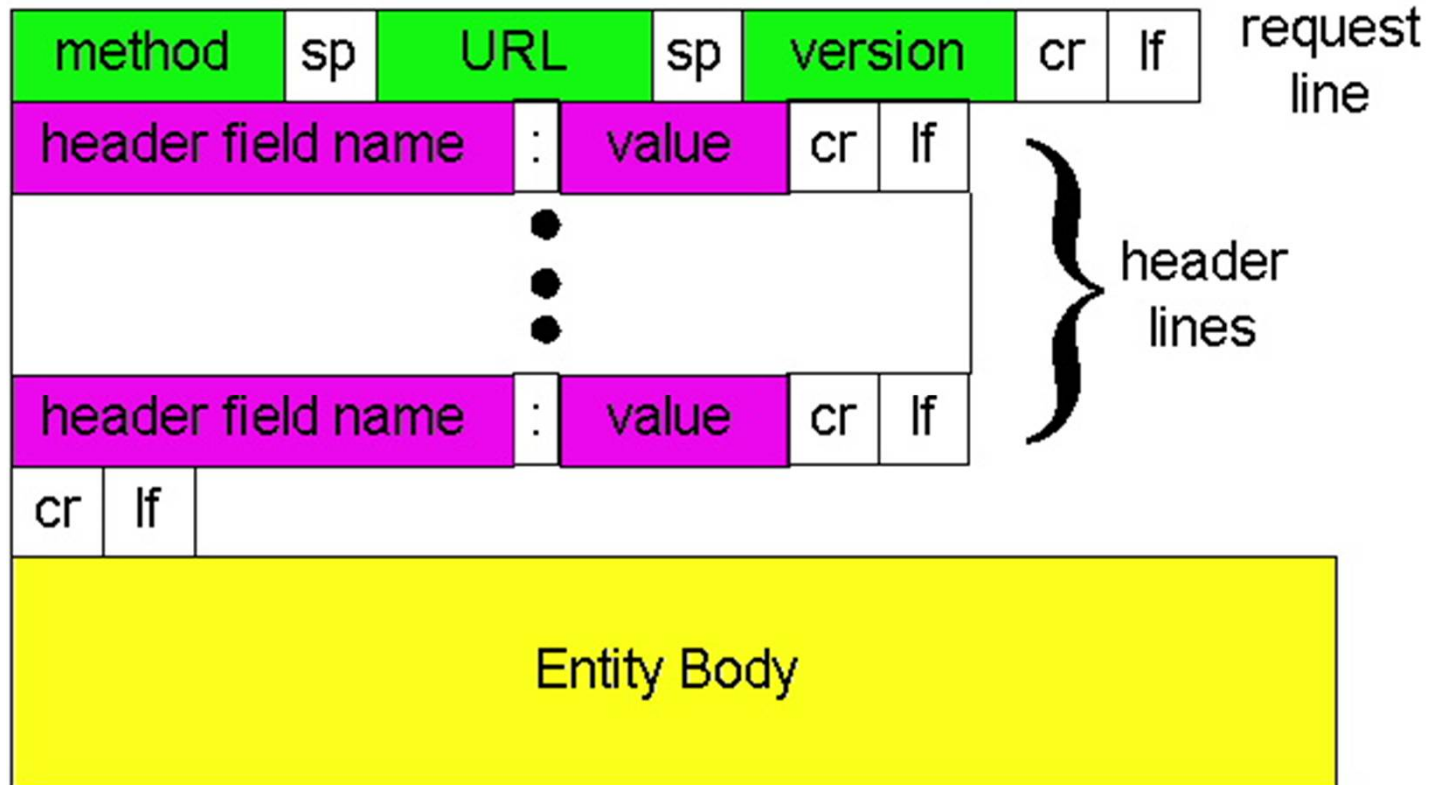 method sp URL sp version cr lf request line
header field name : value cr lf
header lines
header field name : value cr lf
cr lf
Entity Body